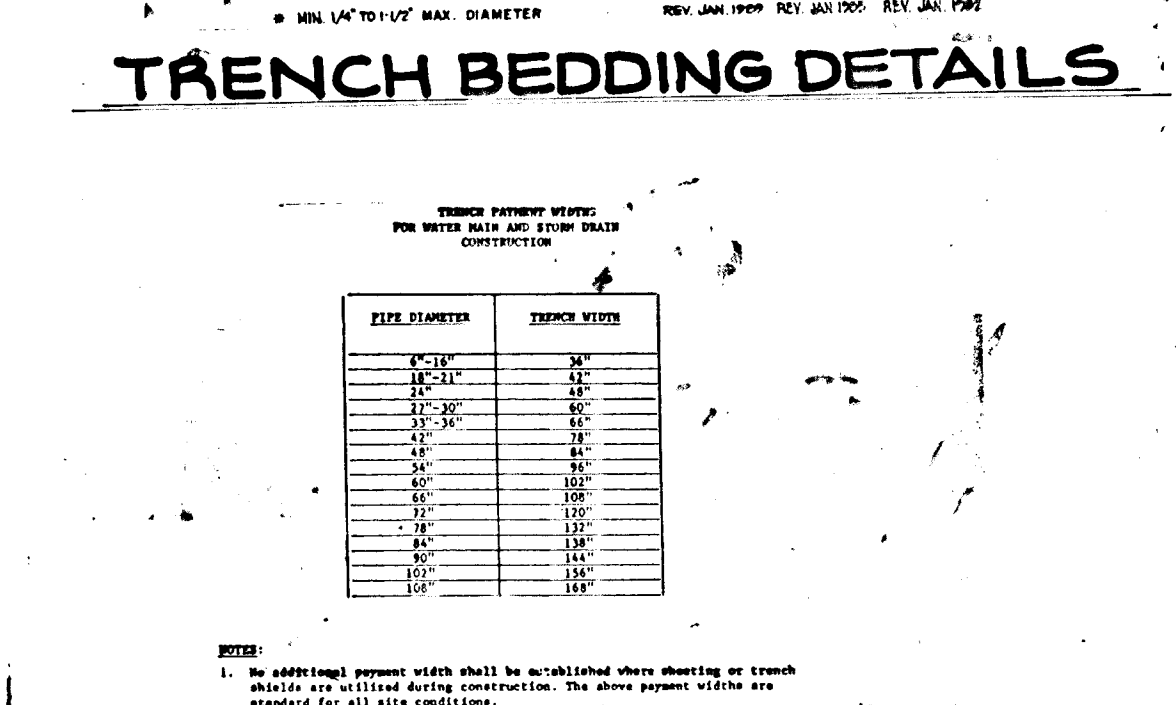 * MIN. 1/4" TO 1-1/2" MAX. DIAMETER REV. JAN. 1989 REV. JAN 1985 REV. JAN.
TRENCH BEDDING DETAILS
TRENCH PAYMENT WIDTHS
FOR WATER MAIN AND STORM DRAIN
CONSTRUCTION
PIPE DIAMETER TRENCH WIDTH
6"-16" 36"
18"-21" 42"
24" 48"
27"-30" 60"
33"-36" 66"
42" 78"
48" 84"
54" 96"
60" 102"
66" 108"
72" 120"
78" 132"
84" 138"
90" 144"
102" 156"
108" 168"
NOTES:
1. No additional payment width shall be established where sheeting or trench
shields are utilized during construction. The above payment widths are
standard for all site conditions.